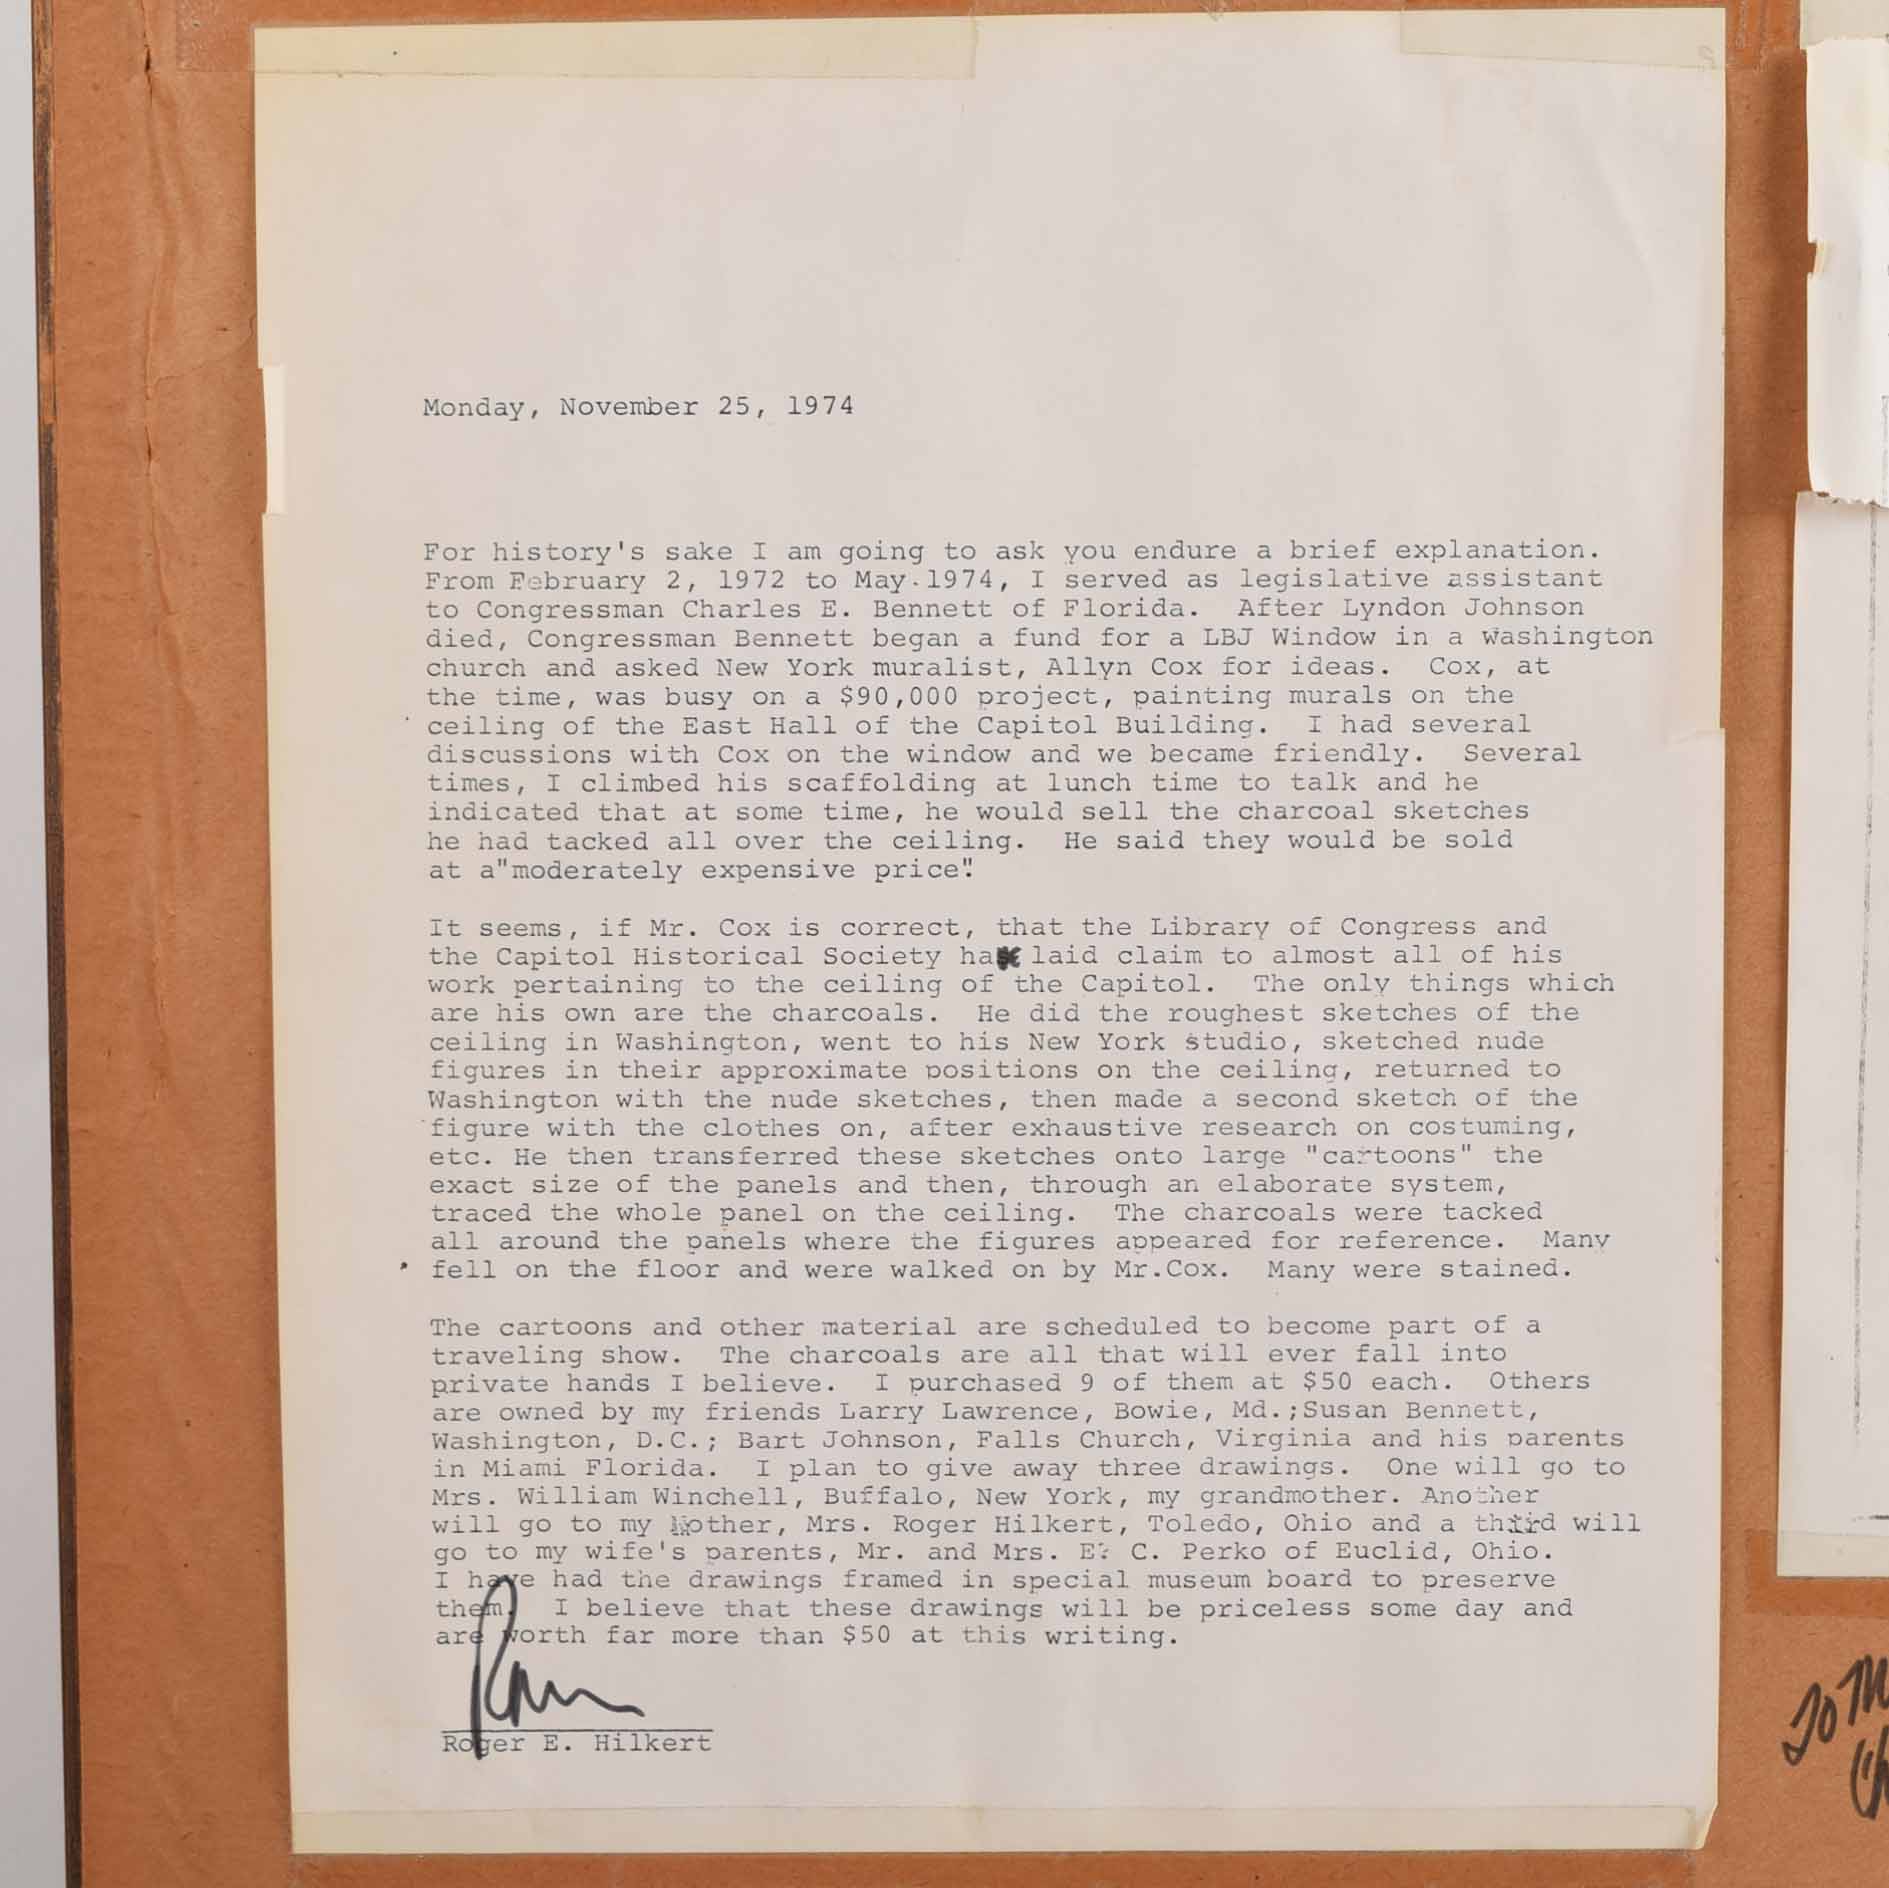 Monday, November 25, 1974
For history's sake I am going to ask you endure a brief explanation.
From February 2, 1972 to May.1974, I served as legislative assistant
to Congressman Charles E. Bennett of Florida. After Lyndon Johnson
died, Congressman Bennett began a fund for a LBJ Window in a Washington
church and asked New York muralist, Allyn Cox for ideas. Cox, at
the time, was busy on a $90,000 project, painting murals on the
ceiling of the East Hall of the Capitol Building. I had several
discussions with Cox on the window and we became friendly. Several
times, I climbed his scaffolding at lunch time to talk and he
indicated that at some time, he would sell the charcoal sketches
he had tacked all over the ceiling. He said they would be sold
at a"moderately expensive price".
It seems, if Mr. Cox is correct, that the Library of Congress and
the Capitol Historical Society has laid claim to almost all of his
work pertaining to the ceiling of the Capitol. The only things which
are his own are the charcoals. He did the roughest sketches of the
ceiling in Washington, went to his New York studio, sketched nude
figures in their approximate positions on the ceiling, returned to
Washington with the nude sketches, then made a second sketch of the
figure with the clothes on, after exhaustive research on costuming,
etc. He then transferred these sketches onto large "cartoons" the
exact size of the panels and then, through an elaborate system,
traced the whole panel on the ceiling. The charcoals were tacked
all around the panels where the figures appeared for reference. Many
fell on the floor and were walked on by Mr.Cox. Many were stained.
The cartoons and other material are scheduled to become part of a
traveling show. The charcoals are all that will ever fall into
private hands I believe. I purchased 9 of them at $50 each. Others
are owned by my friends Larry Lawrence, Bowie, Md.;Susan Bennett,
Washington, D.C.; Bart Johnson, Falls Church, Virginia and his parents
in Miami Florida. I plan to give away three drawings. One will go to
Mrs. William Winchell, Buffalo, New York, my grandmother. Another
will go to my Mother, Mrs. Roger Hilkert, Toledo, Ohio and a third will
go to my wife's parents, Mr. and Mrs. E. C. Perko of Euclid, Ohio.
I have had the drawings framed in special museum board to preserve
them. I believe that these drawings will be priceless some day and
are worth far more than $50 at this writing.
Roger E. Hilkert
To